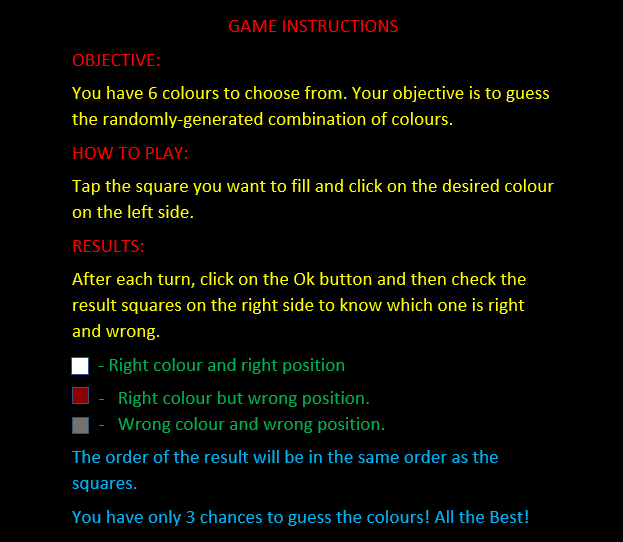 GAME INSTRUCTIONS
OBJECTIVE:
You have 6 colours to choose from. Your objective is to guess
the randomly-generated combination of colours.
HOW TO PLAY:
Tap the square you want to fill and click on the desired colour
on the left side.
RESULTS:
After each turn, click on the Ok button and then check the
result squares on the right side to know which one is right
and wrong.
- Right colour and right position
- Right colour but wrong position.
- Wrong colour and wrong position.
The order of the result will be in the same order as the
squares.
You have only 3 chances to guess the colours! All the Best!